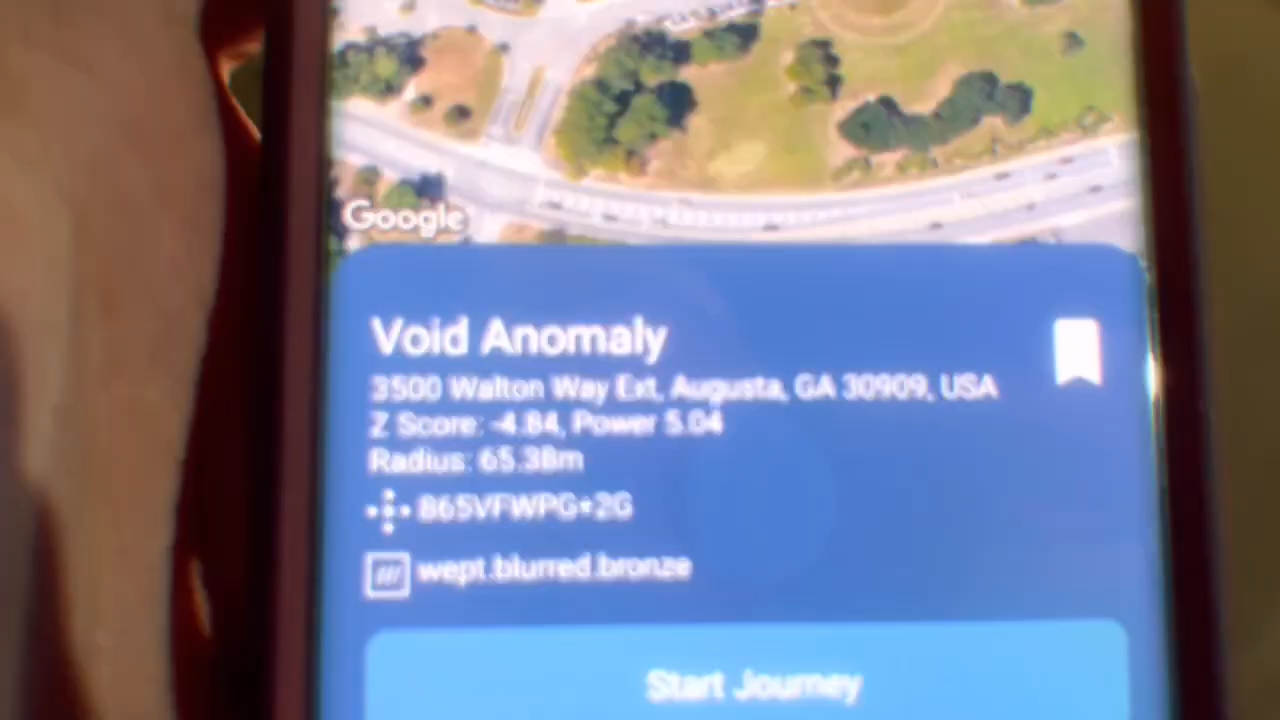 Google
Void Anomaly
3500 Walton Way Ext, Augusta, GA 30909, USA
Z Score: -4.84, Power 5.04
Radius: 65.38m
865VFWPG+2G
wept.blurred.bronze
Start Journey